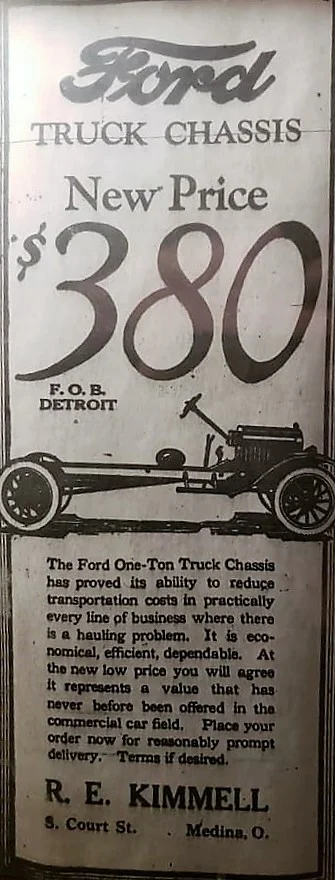 Ford
TRUCK CHASSIS
New Price
$380
F. O. B.
DETROIT
The Ford One-Ton Truck Chassis
has proved its ability to reduce
transportation costs in practically
every line of business where there
is a hauling problem. It is eco-
nomical, efficient, dependable. At
the new low price you will agree
it represents a value that has
never before been offered in the
commercial car field. Place your
order now for reasonably prompt
delivery. Terms if desired.
R. E. KIMMELL
S. Court St. Medina, O.